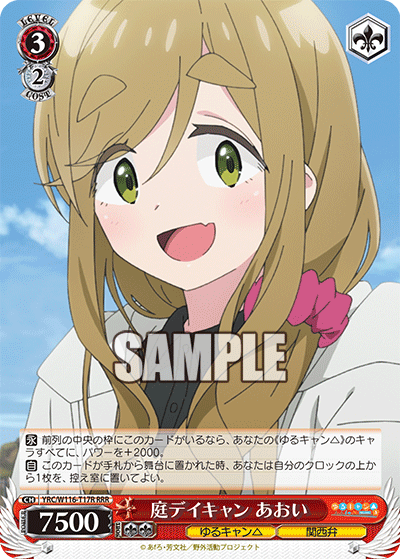 LEVEL
3
2
COST
SAMPLE
永 前列の中央の枠にこのカードがいるなら、あなたの《ゆるキャン△》のキャ
ラすべてに、パワーを+2000。
自 このカードが手札から舞台に置かれた時、あなたは自分のクロックの上か
ら1枚を、控え室に置いてよい。
CH YRC/W116-T17R RRR
7500
庭デイキャン あおい
ゆるキャン△
関西弁
©あfろ・芳文社/野外活動プロジェクト